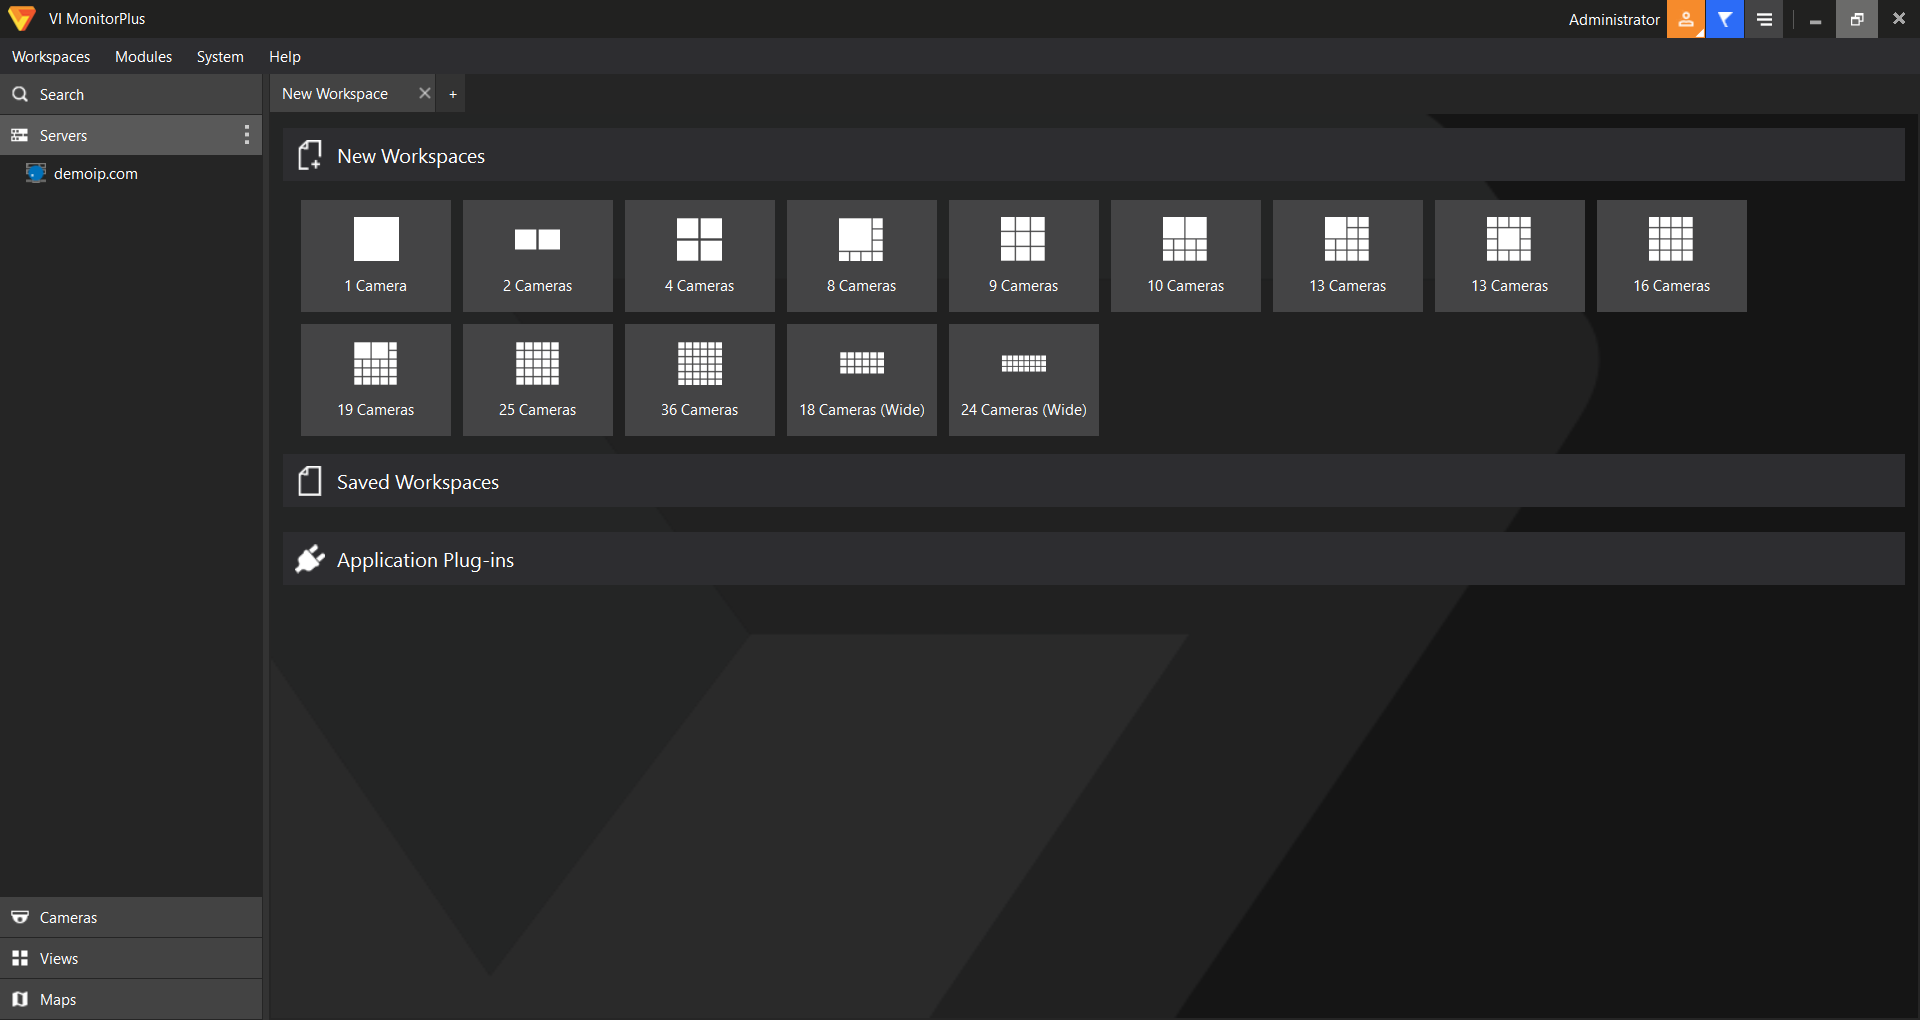 VI MonitorPlus
Administrator
Workspaces Modules System Help
Search
Servers
demoip.com
Cameras
Views
Maps
New Workspace +
New Workspaces
1 Camera
2 Cameras
4 Cameras
8 Cameras
9 Cameras
10 Cameras
13 Cameras
13 Cameras
16 Cameras
19 Cameras
25 Cameras
36 Cameras
18 Cameras (Wide)
24 Cameras (Wide)
Saved Workspaces
Application Plug-ins